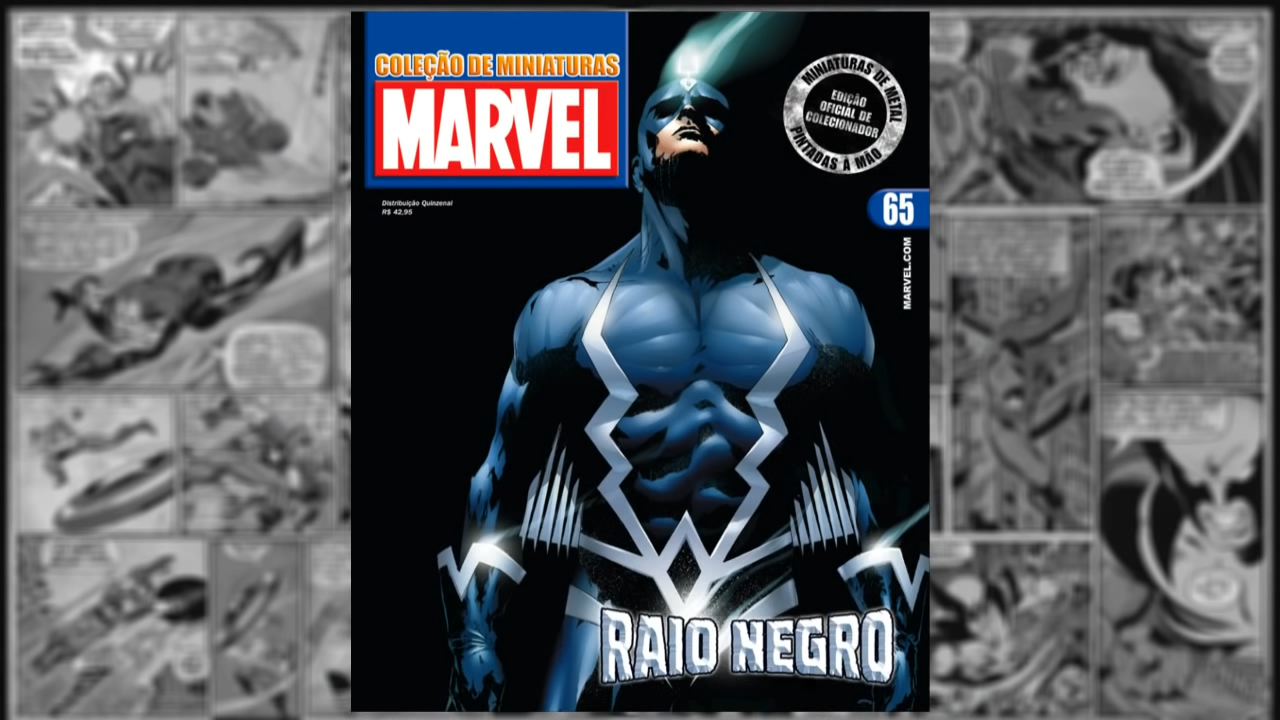 COLEÇÃO DE MINIATURAS
MARVEL
Distribuição Quinzenal
R$ 42,95
MINIATURAS DE METAL
EDIÇÃO
OFICIAL DE
COLECIONADOR
PINTADAS À MÃO
65
MARVEL.COM
RAIO NEGRO